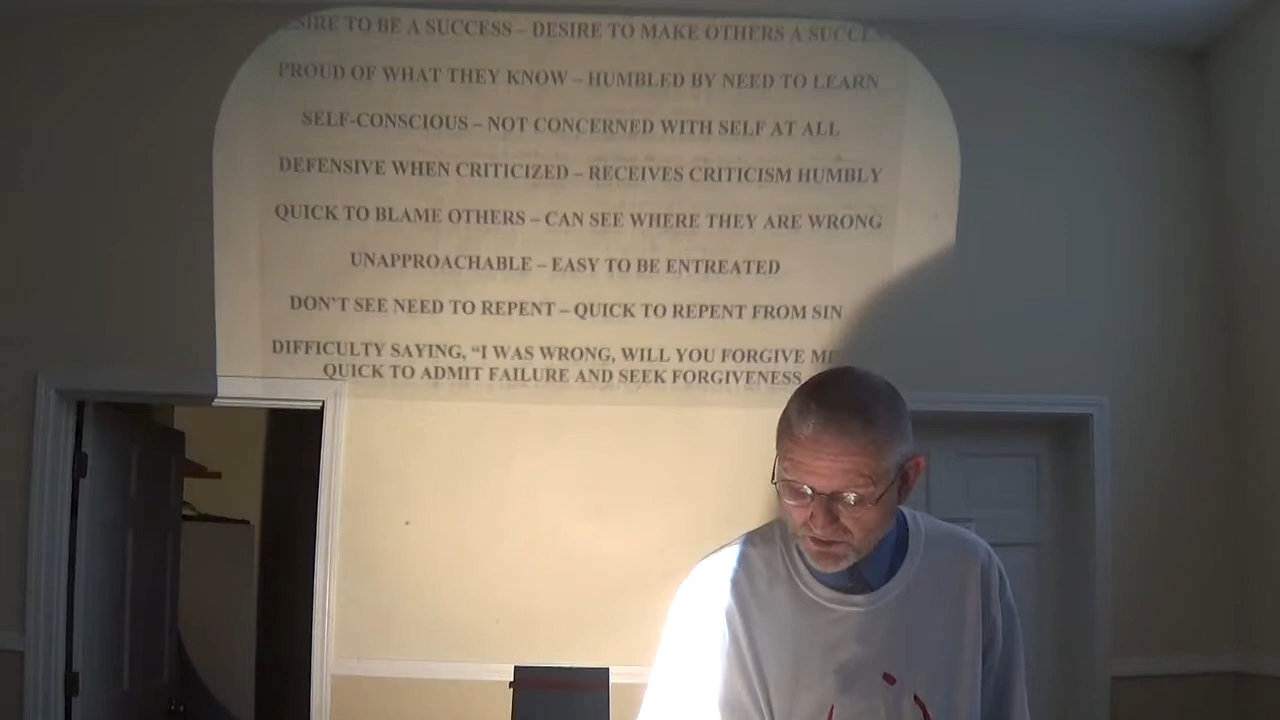 DESIRE TO BE A SUCCESS – DESIRE TO MAKE OTHERS A SUCCE
PROUD OF WHAT THEY KNOW – HUMBLED BY NEED TO LEARN
SELF-CONSCIOUS – NOT CONCERNED WITH SELF AT ALL
DEFENSIVE WHEN CRITICIZED – RECEIVES CRITICISM HUMBLY
QUICK TO BLAME OTHERS – CAN SEE WHERE THEY ARE WRONG
UNAPPROACHABLE – EASY TO BE ENTREATED
DON'T SEE NEED TO REPENT – QUICK TO REPENT FROM SIN
DIFFICULTY SAYING, “I WAS WRONG, WILL YOU FORGIVE ME
QUICK TO ADMIT FAILURE AND SEEK FORGIVENESS